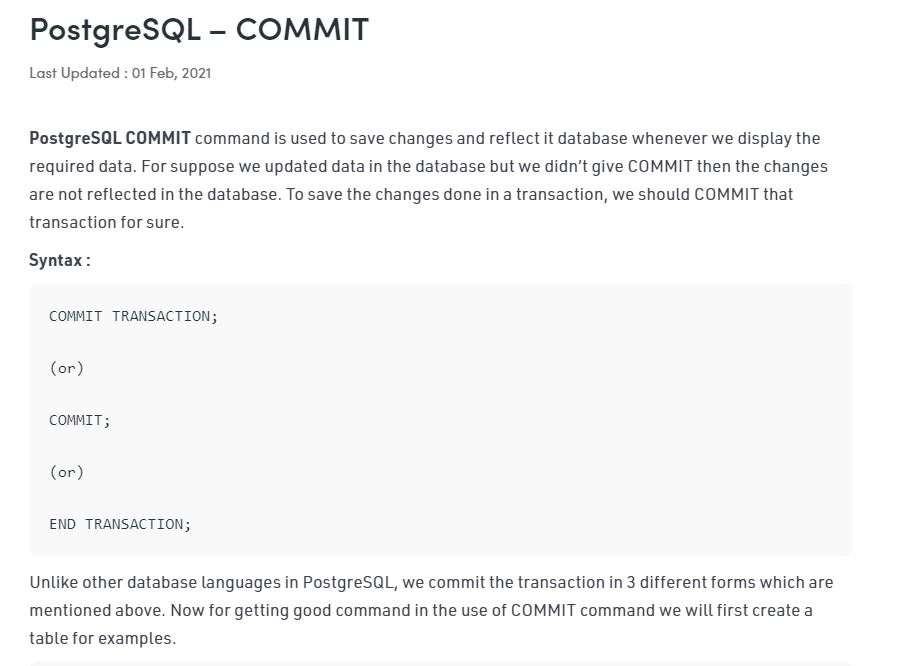 PostgreSQL – COMMIT
Last Updated : 01 Feb, 2021
PostgreSQL COMMIT command is used to save changes and reflect it database whenever we display the
required data. For suppose we updated data in the database but we didn't give COMMIT then the changes
are not reflected in the database. To save the changes done in a transaction, we should COMMIT that
transaction for sure.
Syntax :
COMMIT TRANSACTION;
(or)
COMMIT;
(or)
END TRANSACTION;
Unlike other database languages in PostgreSQL, we commit the transaction in 3 different forms which are
mentioned above. Now for getting good command in the use of COMMIT command we will first create a
table for examples.